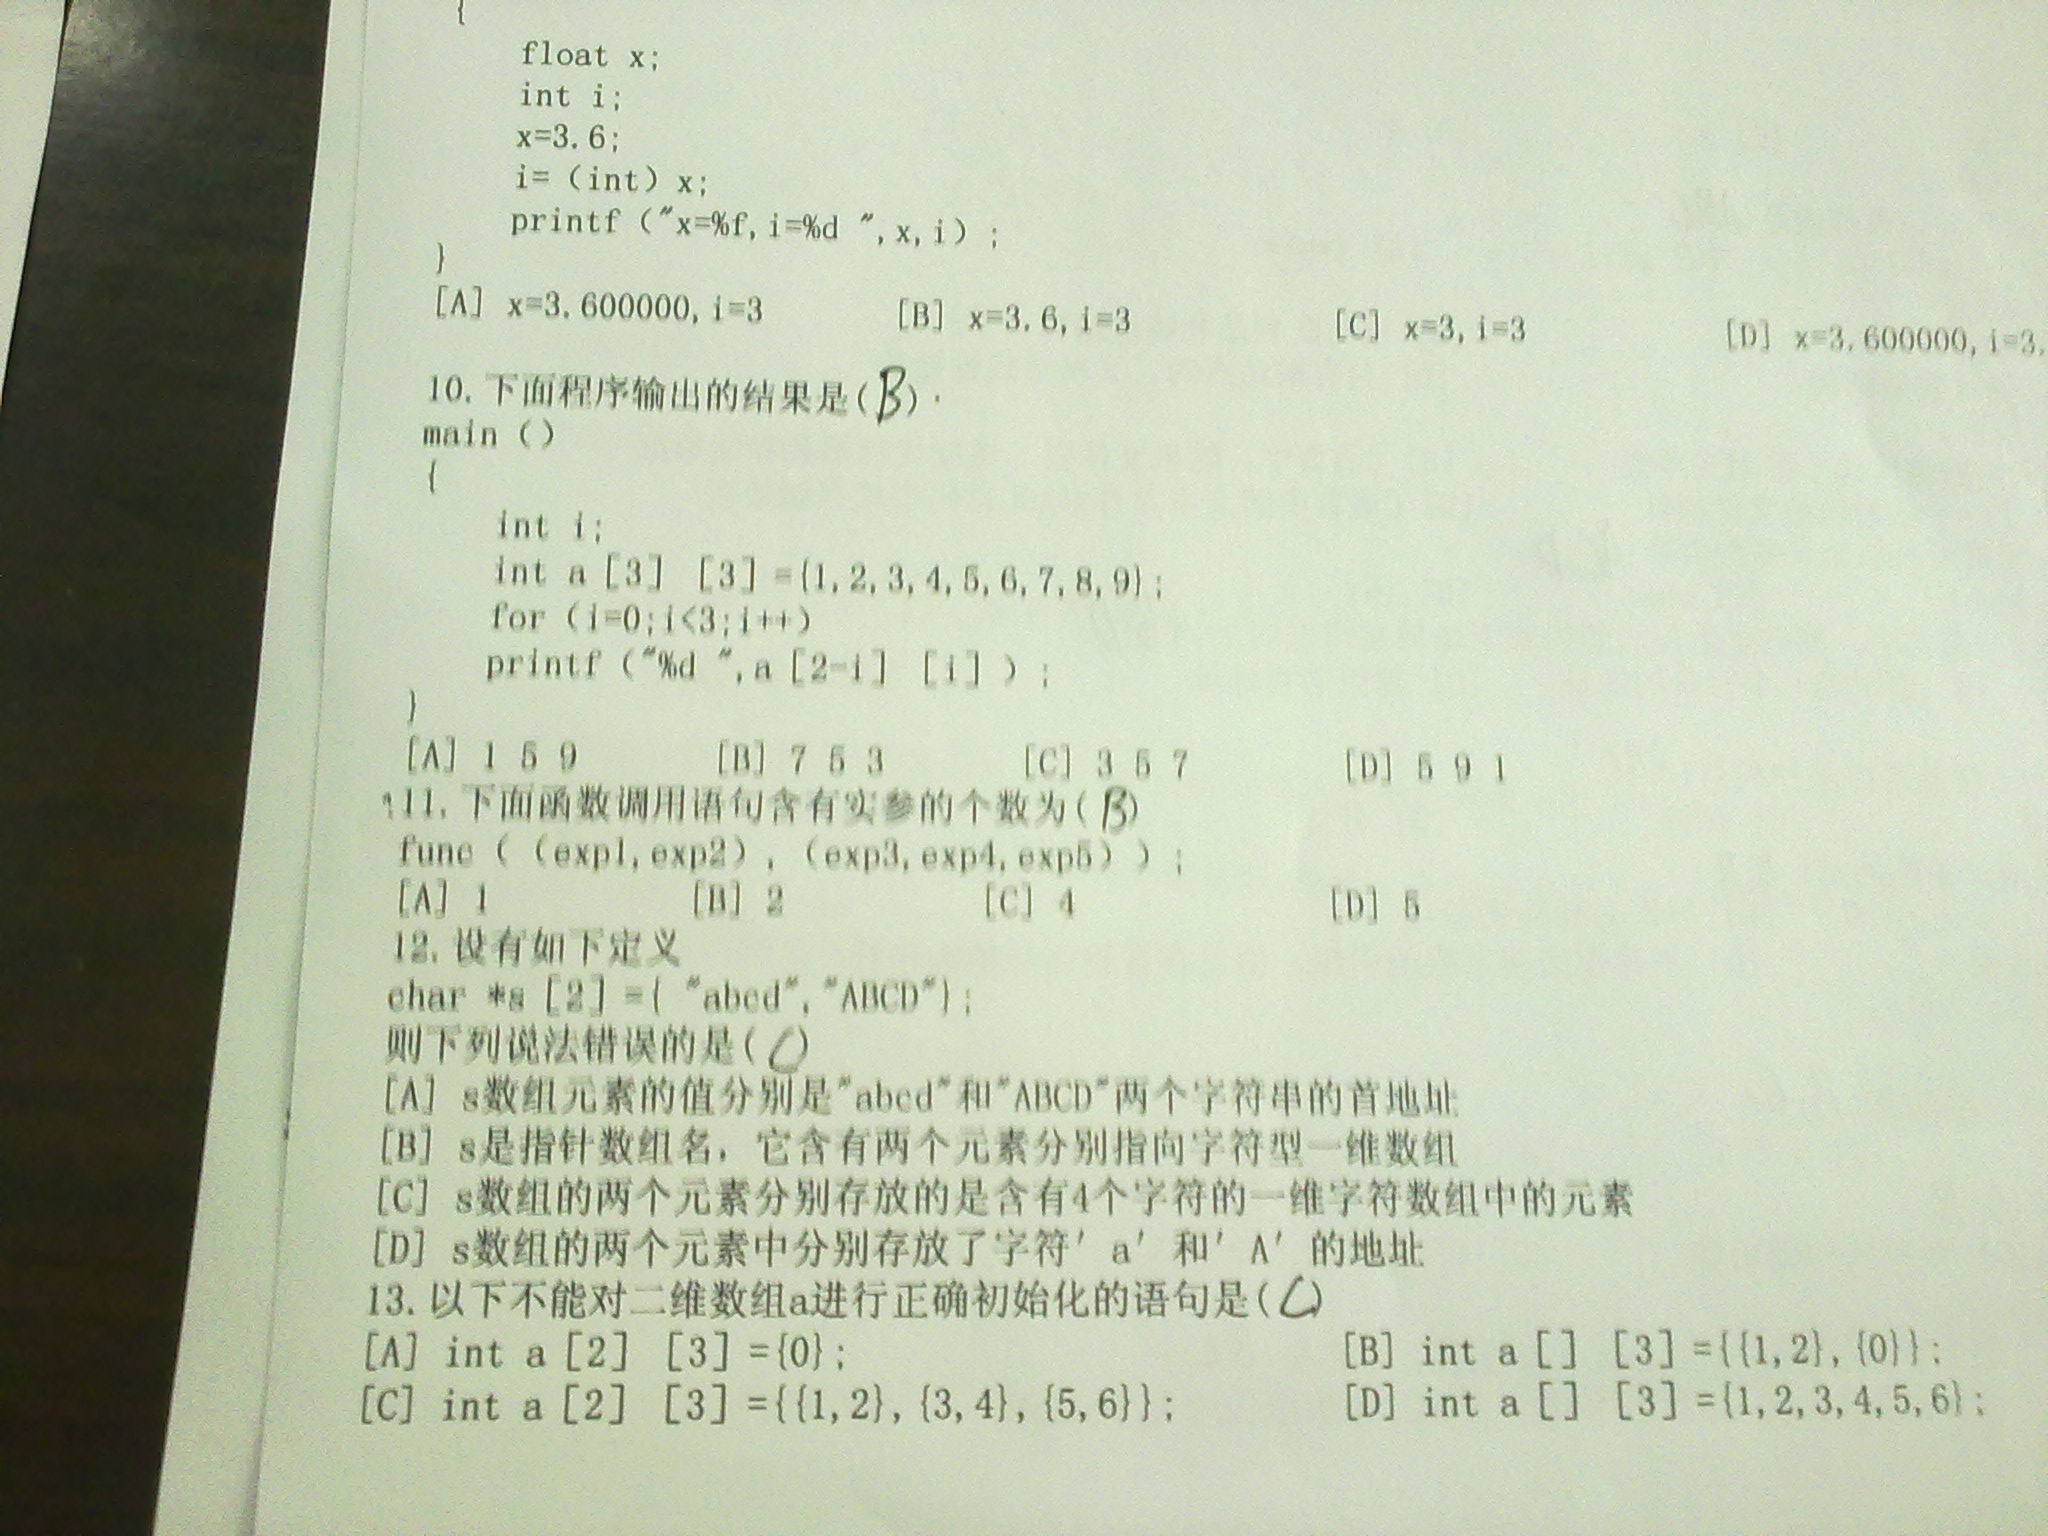 {
float x;
int i;
x=3.6;
i=（int）x;
printf（"x=%f,i=%d ",x,i）;
}
[A] x=3.600000,i=3 [B] x=3.6,i=3 [C] x=3,i=3 [D] x=3.600000,i=3.
10.下面程序输出的结果是(B).
main（）
{
int i;
int a［3］［3］={1,2,3,4,5,6,7,8,9};
for（i=0;i<3;i++）
printf（"%d ",a［2-i］［i］）;
}
[A] 1 5 9 [B] 7 5 3 [C] 3 5 7 [D] 5 9 1
11.下面函数调用语句含有实参的个数为(B)
func（（exp1,exp2）,（exp3,exp4,exp5））;
[A] 1 [B] 2 [C] 4 [D] 5
12.设有如下定义
char *s［2］={ "abcd","ABCD"};
则下列说法错误的是(C)
[A] s数组元素的值分别是"abcd"和"ABCD"两个字符串的首地址
[B] s是指针数组名，它含有两个元素分别指向字符型一维数组
[C] s数组的两个元素分别存放的是含有4个字符的一维字符数组中的元素
[D] s数组的两个元素中分别存放了字符'a'和'A'的地址
13.以下不能对二维数组a进行正确初始化的语句是(C)
[A] int a［2］［3］={0}; [B] int a［］［3］={{1,2},{0}};
[C] int a［2］［3］={{1,2},{3,4},{5,6}}; [D] int a［］［3］={1,2,3,4,5,6};